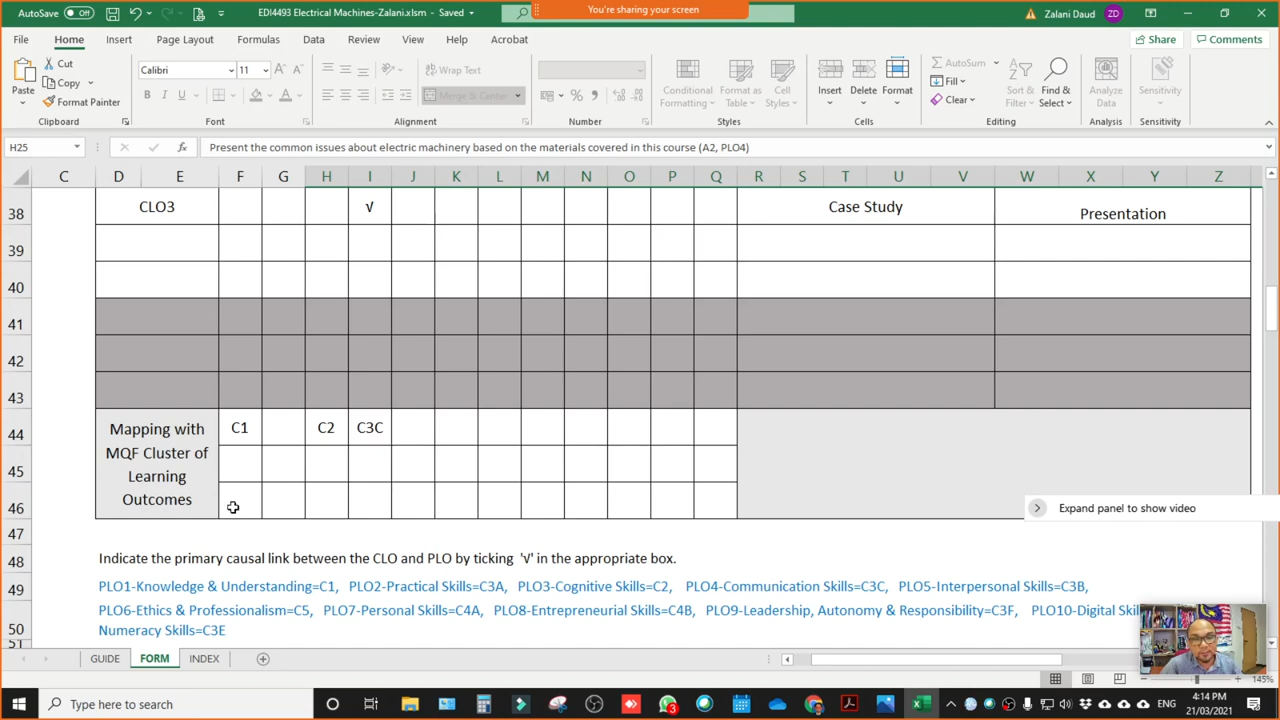 You're sharing your screen
AutoSave Off EDI4493 Electrical Machines-Zalani.xlsm - Saved Zalani Daud ZD
File Home Insert Page Layout Formulas Data Review View Help Acrobat Share Comments
Paste Cut Copy Format Painter Calibri 11 Wrap Text Merge & Center
B I U Conditional Formatting Format as Table Cell Styles Insert Delete Format AutoSum Fill Clear Sort & Filter Find & Select Analyze Data Sensitivity
Clipboard Font Alignment Number Styles Cells Editing Analysis Sensitivity
H25 fx Present the common issues about electric machinery based on the materials covered in this course (A2, PLO4)
C D E F G H I J K L M N O P Q R S T U V W X Y Z
38 CLO3 √ Case Study Presentation
39
40
41
42
43
44 C1 C2 C3C
45
46
Mapping with
MQF Cluster of
Learning
Outcomes
Expand panel to show video
47
48 Indicate the primary causal link between the CLO and PLO by ticking '√' in the appropriate box.
49 PLO1-Knowledge & Understanding=C1, PLO2-Practical Skills=C3A, PLO3-Cognitive Skills=C2, PLO4-Communication Skills=C3C, PLO5-Interpersonal Skills=C3B,
50 PLO6-Ethics & Professionalism=C5, PLO7-Personal Skills=C4A, PLO8-Entrepreneurial Skills=C4B, PLO9-Leadership, Autonomy & Responsibility=C3F, PLO10-Digital
51 Numeracy Skills=C3E
GUIDE FORM INDEX
145%
Type here to search
3
ENG
4:14 PM
21/03/2021